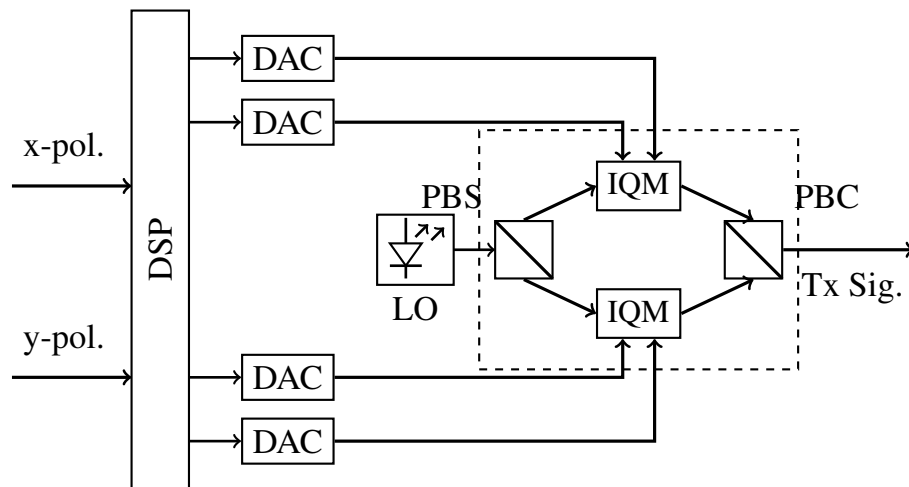 DAC
DAC
x-pol.
IQM
PBS
PBC
DSP
LO
Tx Sig.
IQM
y-pol.
DAC
DAC